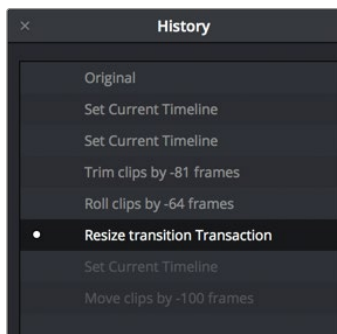 History
Original
Set Current Timeline
Set Current Timeline
Trim clips by -81 frames
Roll clips by -64 frames
Resize transition Transaction
Set Current Timeline
Move clips by -100 frames